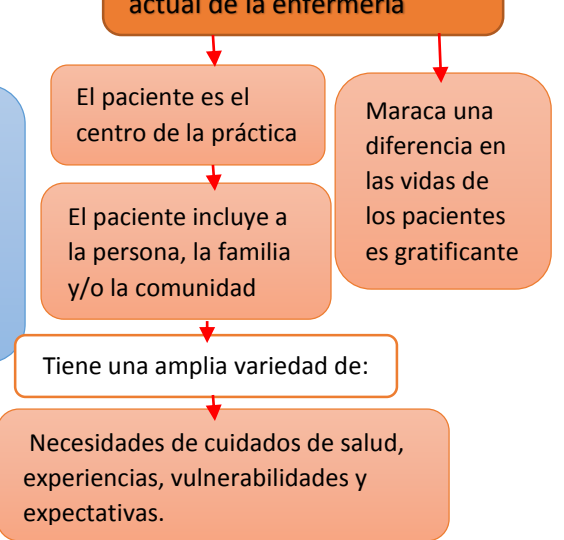 actual de la enfermería
El paciente es el
centro de la práctica
Maraca una
diferencia en
las vidas de
los pacientes
es gratificante
El paciente incluye a
la persona, la familia
y/o la comunidad
Tiene una amplia variedad de:
Necesidades de cuidados de salud,
experiencias, vulnerabilidades y
expectativas.